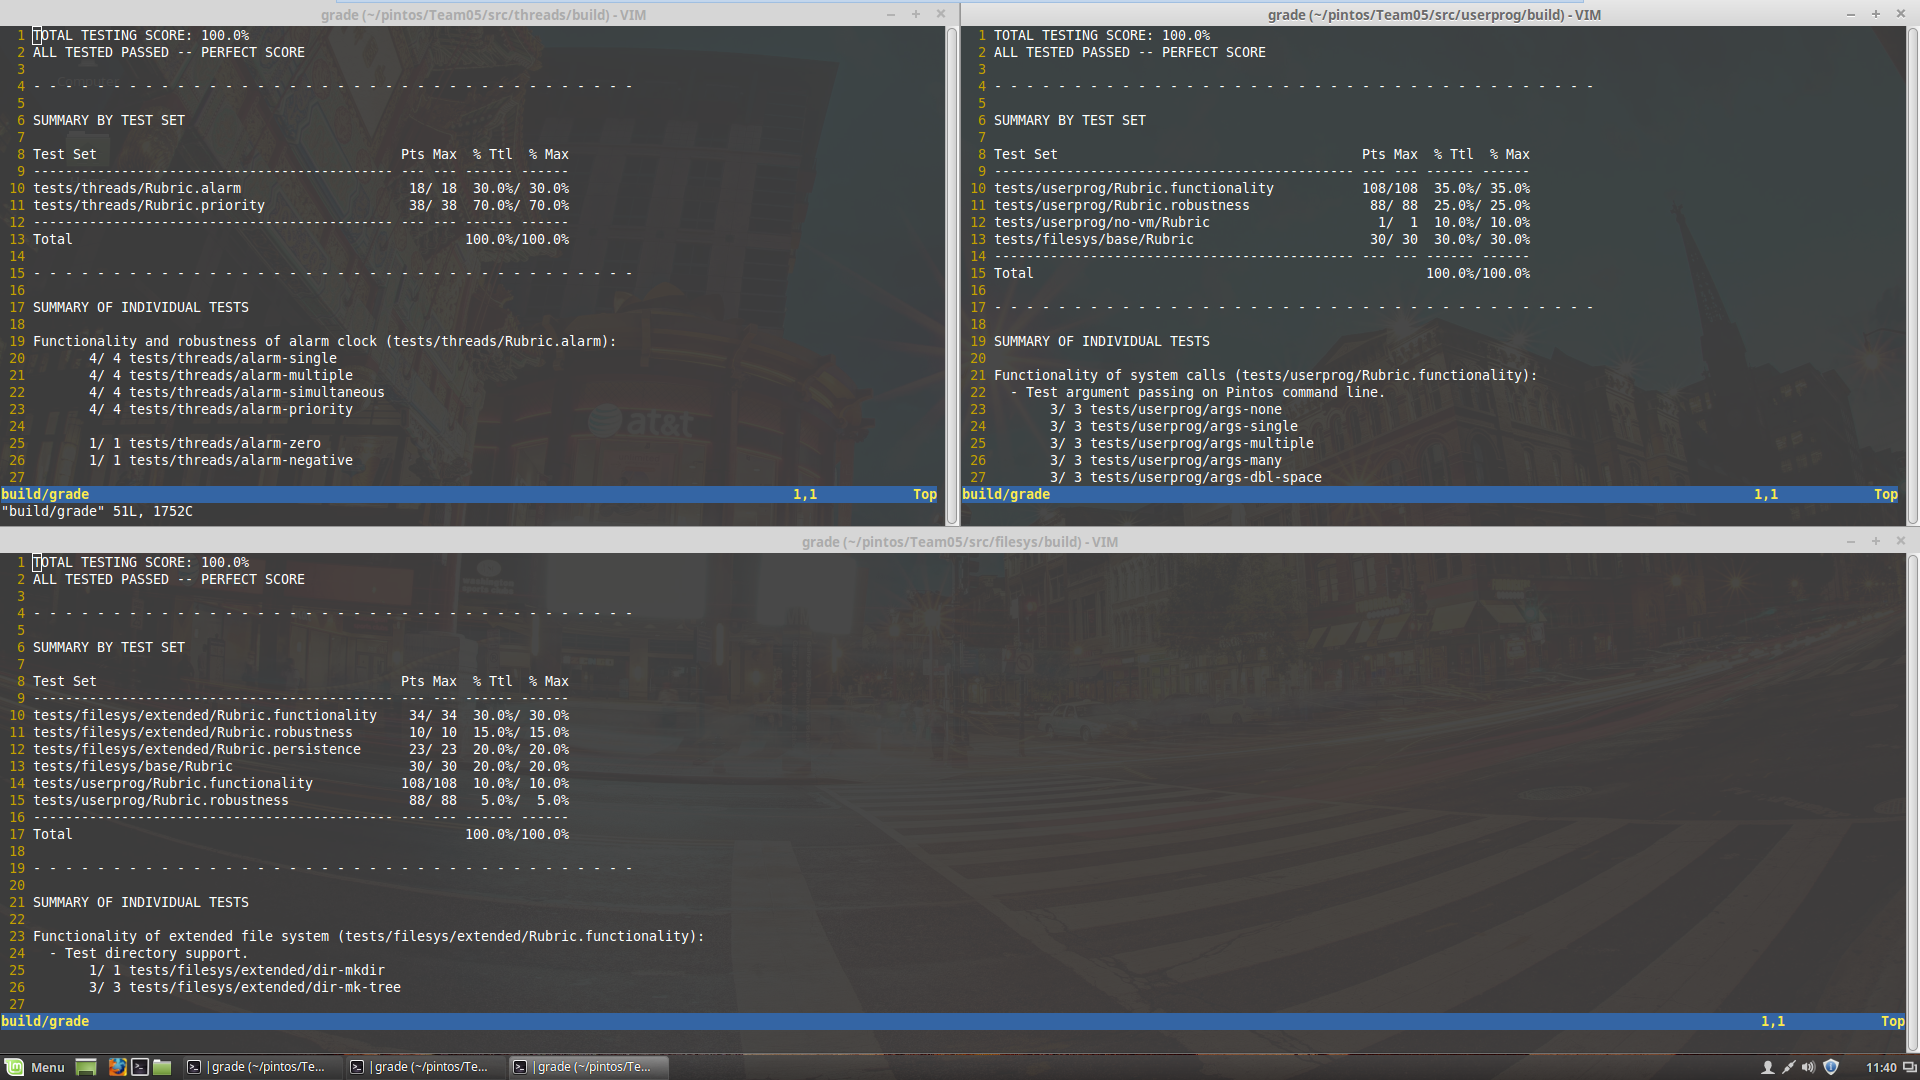 grade (~/pintos/Team05/src/threads/build) - VIM
1 TOTAL TESTING SCORE: 100.0%
2 ALL TESTED PASSED -- PERFECT SCORE
3
4 - - - - - - - - - - - - - - - - - - - - - - - - - - - - - - - - - - - - - -
5
6 SUMMARY BY TEST SET
7
8 Test Set                                      Pts Max  % Ttl  % Max
9 --------------------------------------------- --- --- ------ ------
10 tests/threads/Rubric.alarm                     18/ 18  30.0%/ 30.0%
11 tests/threads/Rubric.priority                  38/ 38  70.0%/ 70.0%
12 --------------------------------------------- --- --- ------ ------
13 Total                                                 100.0%/100.0%
14
15 - - - - - - - - - - - - - - - - - - - - - - - - - - - - - - - - - - - - - -
16
17 SUMMARY OF INDIVIDUAL TESTS
18
19 Functionality and robustness of alarm clock (tests/threads/Rubric.alarm):
20        4/ 4 tests/threads/alarm-single
21        4/ 4 tests/threads/alarm-multiple
22        4/ 4 tests/threads/alarm-simultaneous
23        4/ 4 tests/threads/alarm-priority
24
25        1/ 1 tests/threads/alarm-zero
26        1/ 1 tests/threads/alarm-negative
27
build/grade 1,1 Top
"build/grade" 51L, 1752C
grade (~/pintos/Team05/src/userprog/build) - VIM
1 TOTAL TESTING SCORE: 100.0%
2 ALL TESTED PASSED -- PERFECT SCORE
3
4 - - - - - - - - - - - - - - - - - - - - - - - - - - - - - - - - - - - - - -
5
6 SUMMARY BY TEST SET
7
8 Test Set                                      Pts Max  % Ttl  % Max
9 --------------------------------------------- --- --- ------ ------
10 tests/userprog/Rubric.functionality           108/108  35.0%/ 35.0%
11 tests/userprog/Rubric.robustness               88/ 88  25.0%/ 25.0%
12 tests/userprog/no-vm/Rubric                     1/  1  10.0%/ 10.0%
13 tests/filesys/base/Rubric                      30/ 30  30.0%/ 30.0%
14 --------------------------------------------- --- --- ------ ------
15 Total                                                 100.0%/100.0%
16
17 - - - - - - - - - - - - - - - - - - - - - - - - - - - - - - - - - - - - - -
18
19 SUMMARY OF INDIVIDUAL TESTS
20
21 Functionality of system calls (tests/userprog/Rubric.functionality):
22   - Test argument passing on Pintos command line.
23        3/ 3 tests/userprog/args-none
24        3/ 3 tests/userprog/args-single
25        3/ 3 tests/userprog/args-multiple
26        3/ 3 tests/userprog/args-many
27        3/ 3 tests/userprog/args-dbl-space
build/grade 1,1 Top
grade (~/pintos/Team05/src/filesys/build) - VIM
1 TOTAL TESTING SCORE: 100.0%
2 ALL TESTED PASSED -- PERFECT SCORE
3
4 - - - - - - - - - - - - - - - - - - - - - - - - - - - - - - - - - - - - - -
5
6 SUMMARY BY TEST SET
7
8 Test Set                                      Pts Max  % Ttl  % Max
9 --------------------------------------------- --- --- ------ ------
10 tests/filesys/extended/Rubric.functionality    34/ 34  30.0%/ 30.0%
11 tests/filesys/extended/Rubric.robustness       10/ 10  15.0%/ 15.0%
12 tests/filesys/extended/Rubric.persistence      23/ 23  20.0%/ 20.0%
13 tests/filesys/base/Rubric                      30/ 30  20.0%/ 20.0%
14 tests/userprog/Rubric.functionality           108/108  10.0%/ 10.0%
15 tests/userprog/Rubric.robustness               88/ 88   5.0%/  5.0%
16 --------------------------------------------- --- --- ------ ------
17 Total                                                 100.0%/100.0%
18
19 - - - - - - - - - - - - - - - - - - - - - - - - - - - - - - - - - - - - - -
20
21 SUMMARY OF INDIVIDUAL TESTS
22
23 Functionality of extended file system (tests/filesys/extended/Rubric.functionality):
24   - Test directory support.
25        1/ 1 tests/filesys/extended/dir-mkdir
26        3/ 3 tests/filesys/extended/dir-mk-tree
27
build/grade 1,1 Top
at&t
Menu | grade (~/pintos/Te... | grade (~/pintos/Te... | grade (~/pintos/Te... 11:40